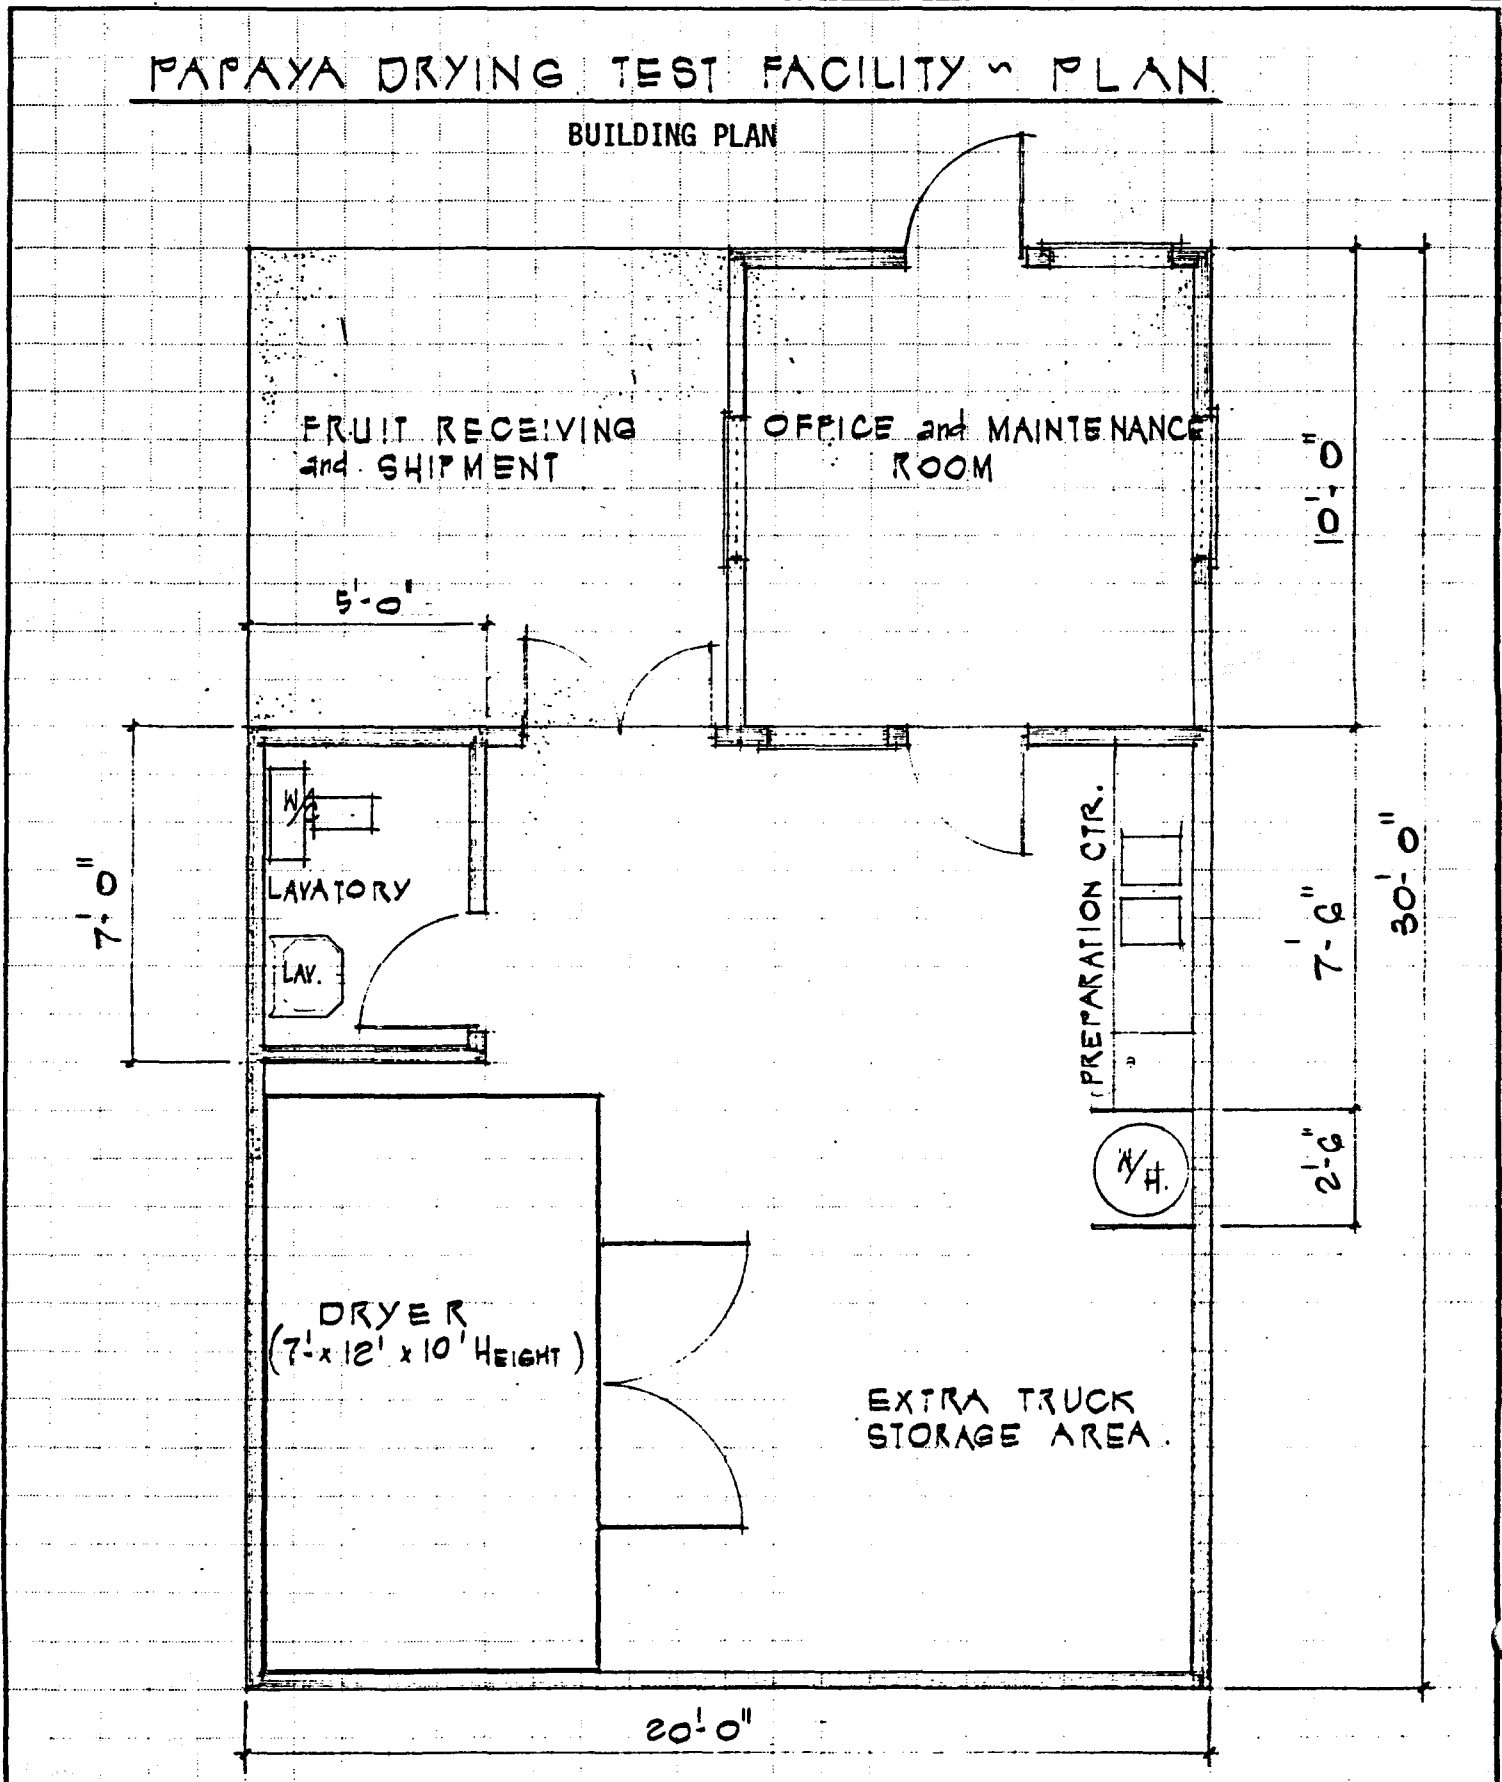 PAPAYA DRYING TEST FACILITY ~ PLAN
BUILDING PLAN
FRUIT RECEIVING
and SHIPMENT
OFFICE and MAINTENANCE
ROOM
10'-0"
5'-0"
W/C
LAVATORY
LAV.
7'-0"
PREPARATION CTR.
7'-6"
30'-0"
W/H.
2'-6"
DRYER
(7' x 12' x 10' HEIGHT)
EXTRA TRUCK
STORAGE AREA.
20'-0"